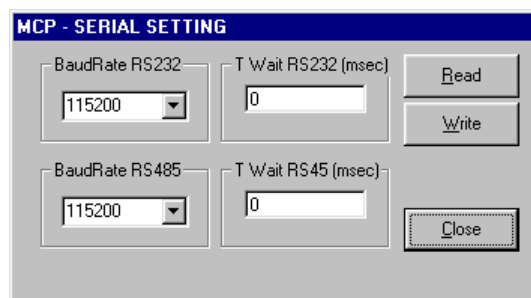 MCP - SERIAL SETTING
BaudRate RS232
T Wait RS232 (msec)
115200
0
Read
Write
BaudRate RS485
T Wait RS45 (msec)
115200
0
Close